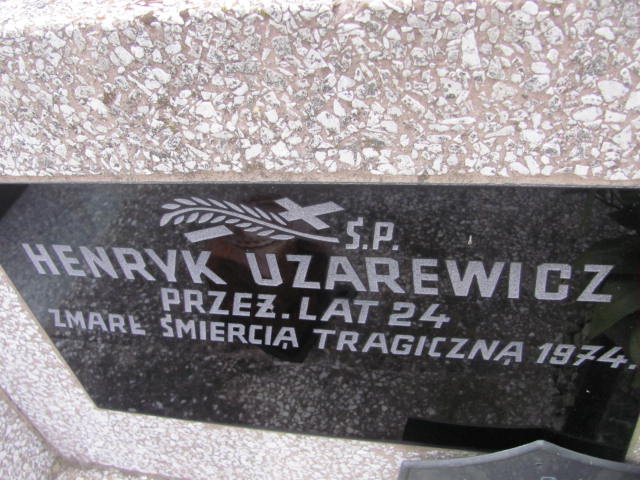 Ś.P.
HENRYK UZAREWICZ
PRZEŻ. LAT 24
ZMARŁ ŚMIERCIĄ TRAGICZNĄ 1974.